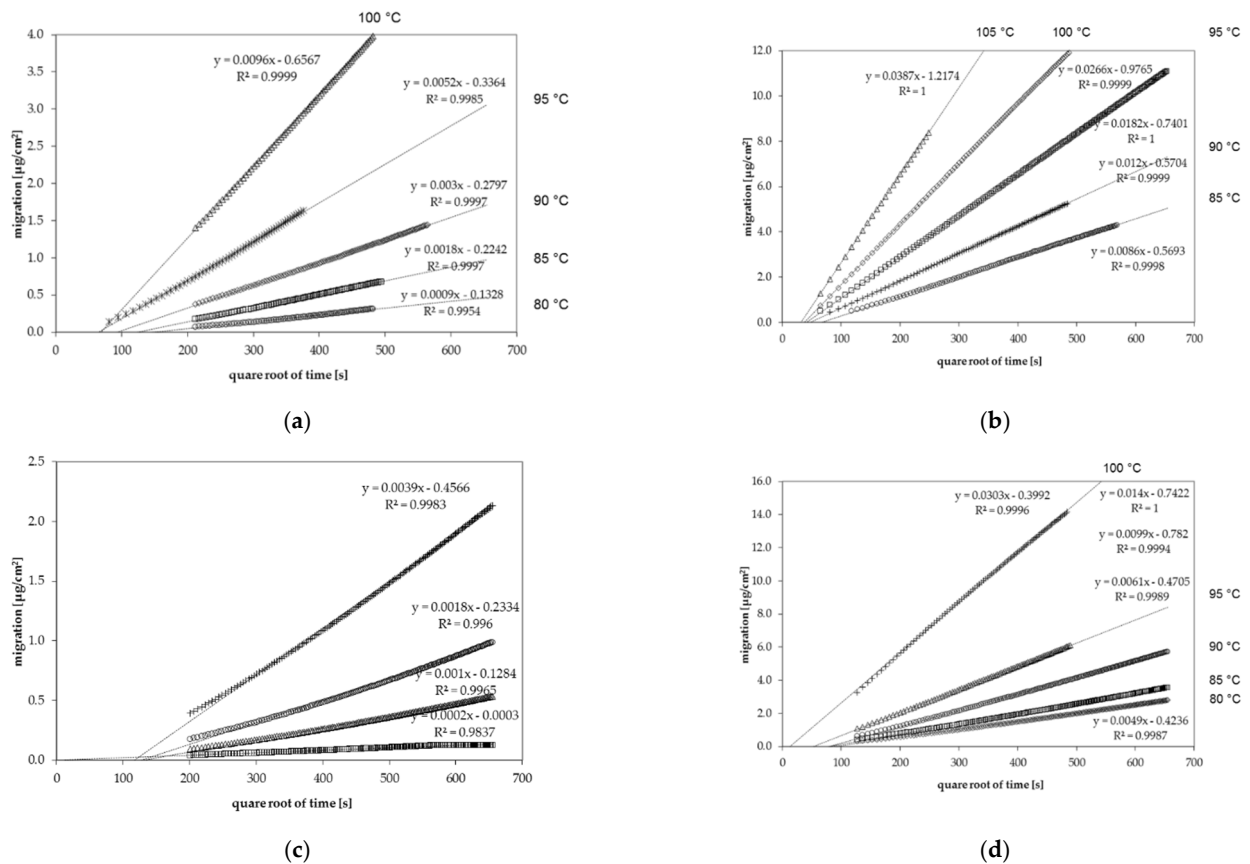 100 °C
4.0
3.5
3.0
2.5
2.0
1.5
1.0
0.5
0.0
migration [µg/cm²]
y = 0.0096x - 0.6567
R² = 0.9999
y = 0.0052x - 0.3364
R² = 0.9985
95 °C
y = 0.003x - 0.2797
R² = 0.9997
90 °C
y = 0.0018x - 0.2242
R² = 0.9997
85 °C
y = 0.0009x - 0.1328
R² = 0.9954
80 °C
0 100 200 300 400 500 600 700
quare root of time [s]
(a)
105 °C 100 °C 95 °C
12.0
10.0
8.0
6.0
4.0
2.0
0.0
migration [µg/cm²]
y = 0.0387x - 1.2174
R² = 1
y = 0.0266x - 0.9765
R² = 0.9999
y = 0.0182x - 0.7401
R² = 1
90 °C
y = 0.012x - 0.5704
R² = 0.9999
85 °C
y = 0.0086x - 0.5693
R² = 0.9998
0 100 200 300 400 500 600 700
quare root of time [s]
(b)
2.5
2.0
1.5
1.0
0.5
0.0
migration [µg/cm²]
y = 0.0039x - 0.4566
R² = 0.9983
y = 0.0018x - 0.2334
R² = 0.996
y = 0.001x - 0.1284
R² = 0.9965
y = 0.0002x - 0.0003
R² = 0.9837
0 100 200 300 400 500 600 700
quare root of time [s]
(c)
100 °C
16.0
14.0
12.0
10.0
8.0
6.0
4.0
2.0
0.0
migration [µg/cm²]
y = 0.0303x - 0.3992
R² = 0.9996
y = 0.014x - 0.7422
R² = 1
y = 0.0099x - 0.782
R² = 0.9994
y = 0.0061x - 0.4705
R² = 0.9989
95 °C
90 °C
85 °C
80 °C
y = 0.0049x - 0.4236
R² = 0.9987
0 100 200 300 400 500 600 700
quare root of time [s]
(d)